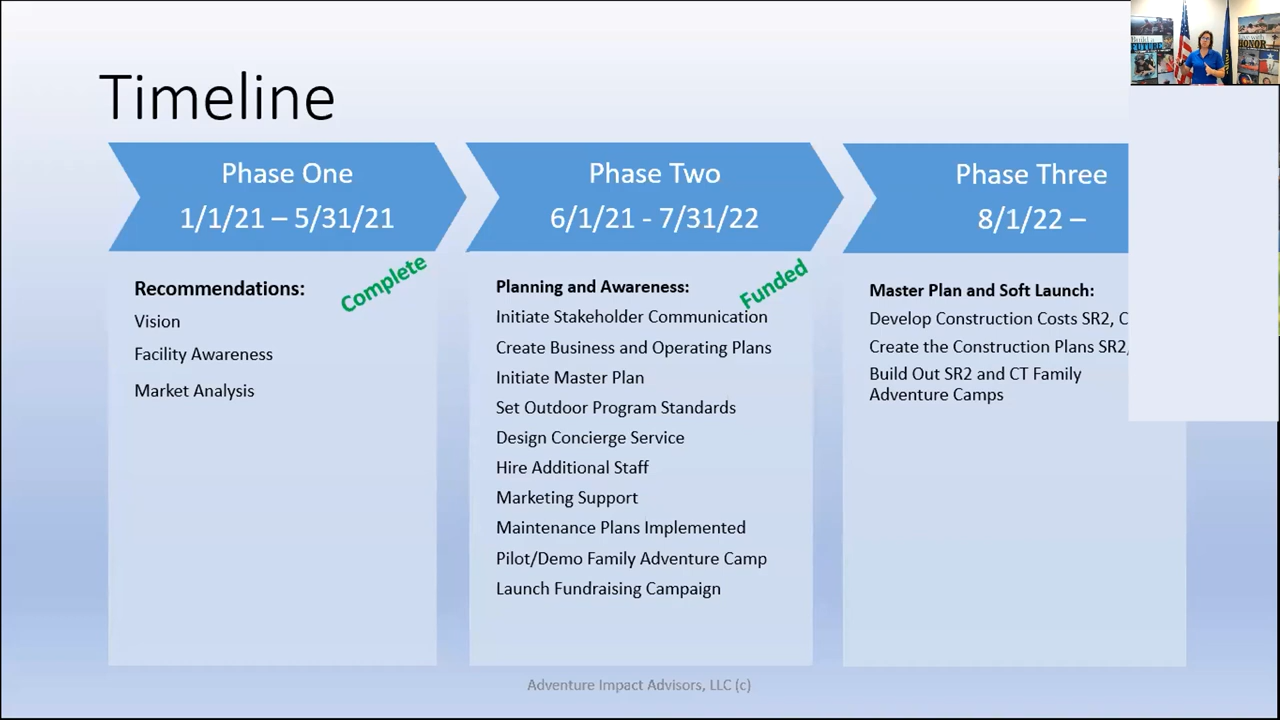 Timeline
Phase One
1/1/21 – 5/31/21
Complete
Recommendations:
Vision
Facility Awareness
Market Analysis
Phase Two
6/1/21 - 7/31/22
Funded
Planning and Awareness:
Initiate Stakeholder Communication
Create Business and Operating Plans
Initiate Master Plan
Set Outdoor Program Standards
Design Concierge Service
Hire Additional Staff
Marketing Support
Maintenance Plans Implemented
Pilot/Demo Family Adventure Camp
Launch Fundraising Campaign
Phase Three
8/1/22 –
Master Plan and Soft Launch:
Develop Construction Costs SR2, C
Create the Construction Plans SR2,
Build Out SR2 and CT Family
Adventure Camps
Adventure Impact Advisors, LLC (c)
Build a
FUTURE
HONOR